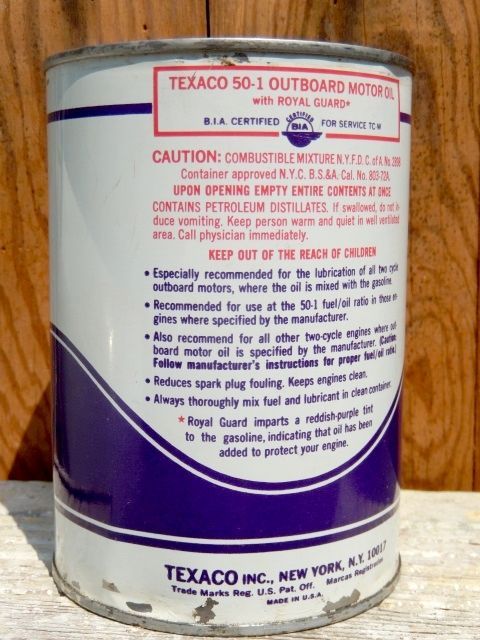 TEXACO 50-1 OUTBOARD MOTOR OIL
with ROYAL GUARD*
B.I.A. CERTIFIED CERTIFIED BIA FOR SERVICE TC-W
CAUTION: COMBUSTIBLE MIXTURE N.Y.F.D. C. of A. No. 2898
Container approved N.Y.C. B.S.&A. Cal. No. 803-72A.
UPON OPENING EMPTY ENTIRE CONTENTS AT ONCE
CONTAINS PETROLEUM DISTILLATES. If swallowed, do not in-
duce vomiting. Keep person warm and quiet in well ventilated
area. Call physician immediately.
KEEP OUT OF THE REACH OF CHILDREN
• Especially recommended for the lubrication of all two cycle
outboard motors, where the oil is mixed with the gasoline.
• Recommended for use at the 50-1 fuel/oil ratio in those en-
gines where specified by the manufacturer.
• Also recommend for all other two-cycle engines where out-
board motor oil is specified by the manufacturer. (Caution:
Follow manufacturer's instructions for proper fuel/oil ratio.)
• Reduces spark plug fouling. Keeps engines clean.
• Always thoroughly mix fuel and lubricant in clean container.
* Royal Guard imparts a reddish-purple tint
to the gasoline, indicating that oil has been
added to protect your engine.
TEXACO INC., NEW YORK, N.Y. 10017
Trade Marks Reg. U.S. Pat. Off. Marcas Registradas
MADE IN U.S.A.